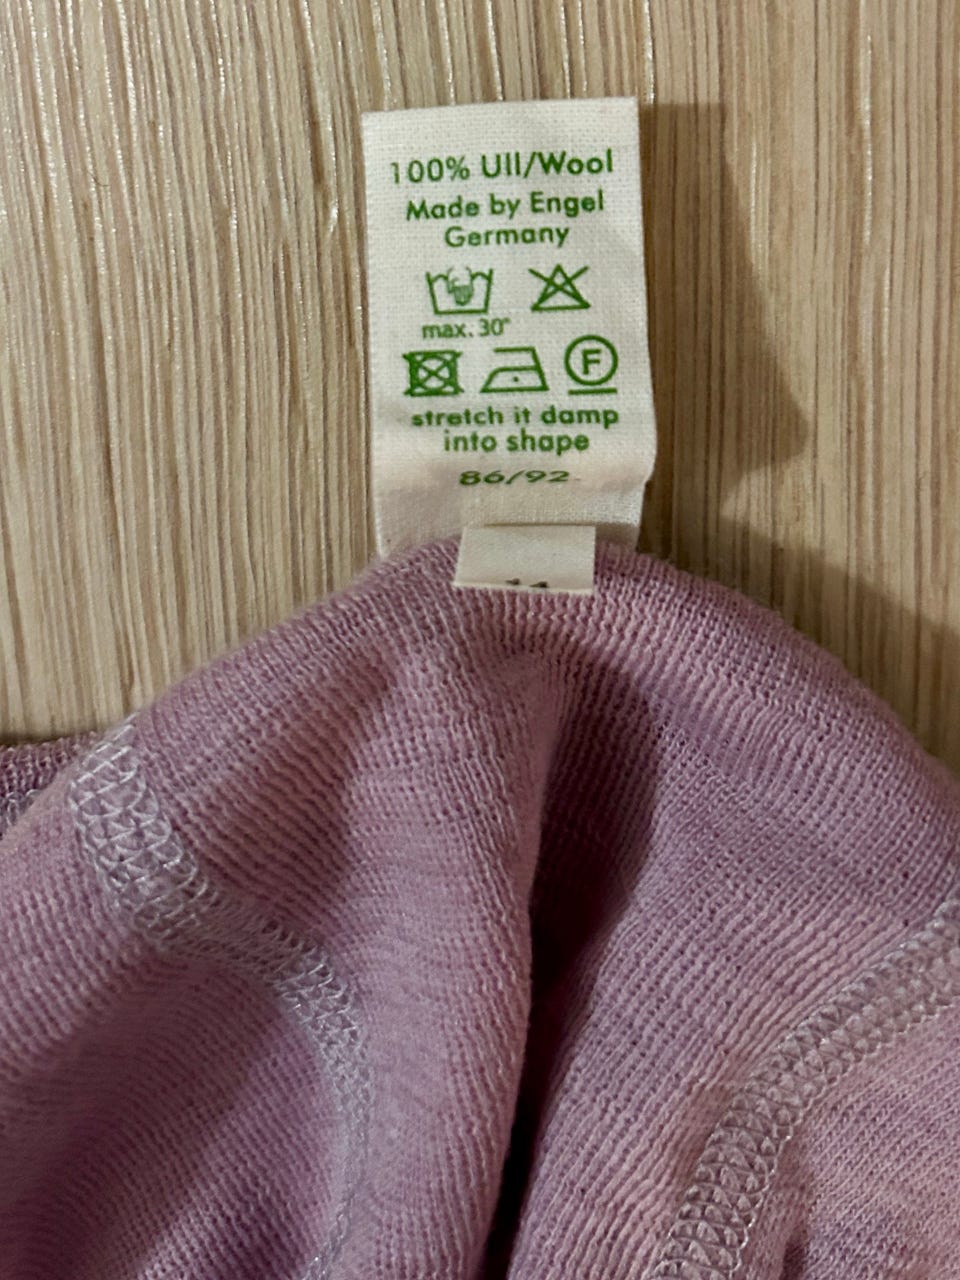 100% Ull/Wool
Made by Engel
Germany
max. 30°
F
stretch it damp
into shape
86/92